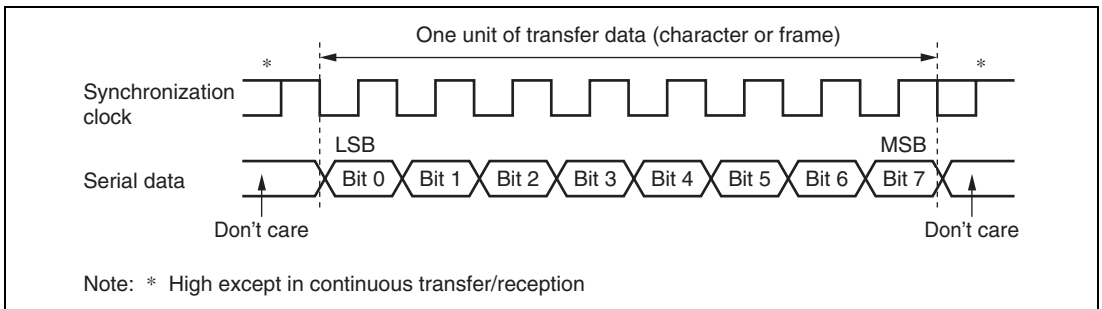 One unit of transfer data (character or frame)
* *
Synchronization
clock
LSB MSB
Serial data Bit 0 Bit 1 Bit 2 Bit 3 Bit 4 Bit 5 Bit 6 Bit 7
Don't care Don't care
Note: * High except in continuous transfer/reception